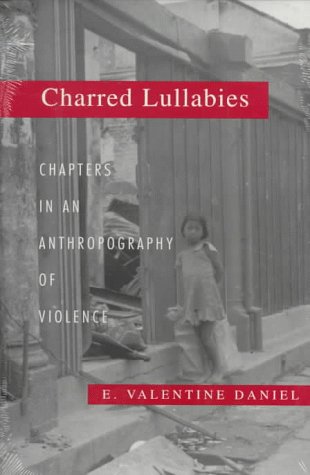 Charred Lullabies
CHAPTERS
IN AN
ANTHROPOGRAPHY
OF
VIOLENCE
E. VALENTINE DANIEL